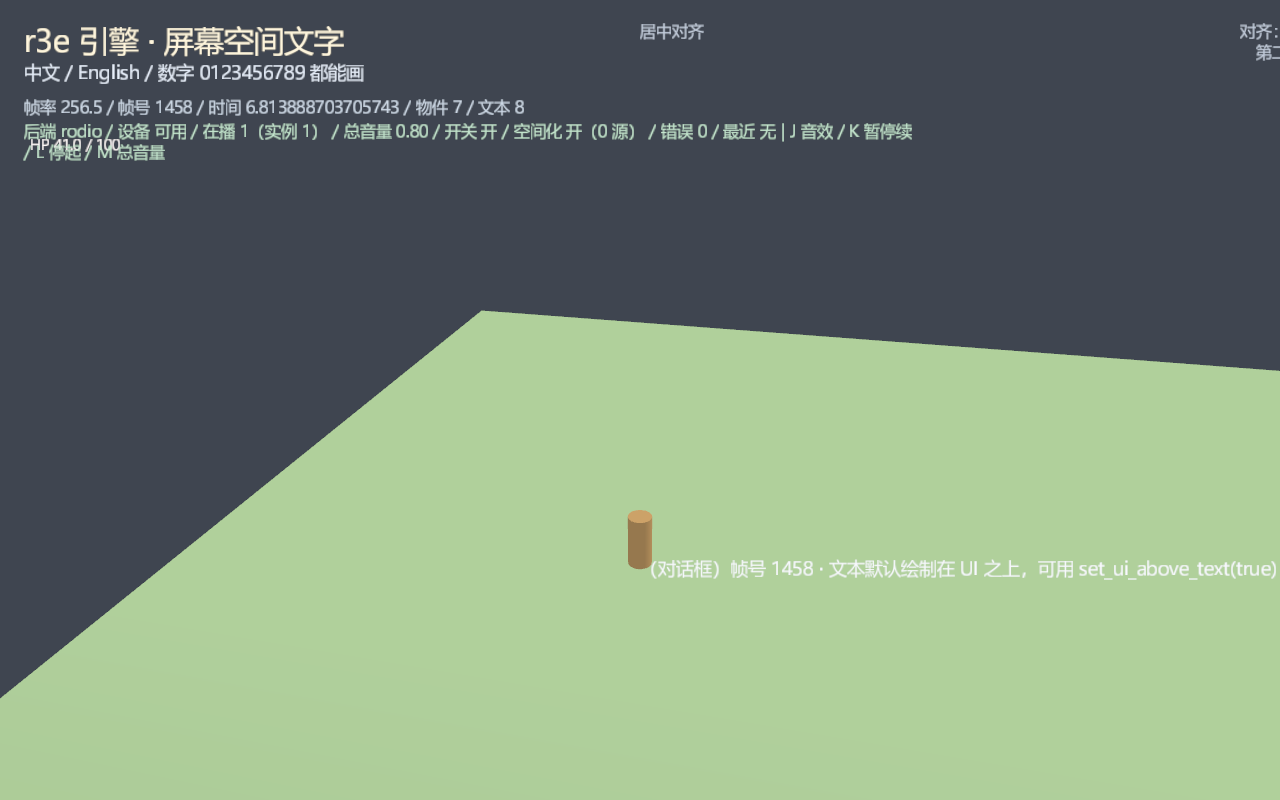 r3e 引擎 · 屏幕空间文字
居中对齐
对齐：
第二
中文 / English / 数字 0123456789 都能画
帧率 256.5 / 帧号 1458 / 时间 6.813888703705743 / 物件 7 / 文本 8
后端 rodio / 设备 可用 / 在播 1（实例 1） / 总音量 0.80 / 开关 开 / 空间化 开（0 源） / 错误 0 / 最近 无 | J 音效 / K 暂停续
HP 41.0 / 100
/ L 停起 / M 总音量
（对话框）帧号 1458 · 文本默认绘制在 UI 之上，可用 set_ui_above_text(true)